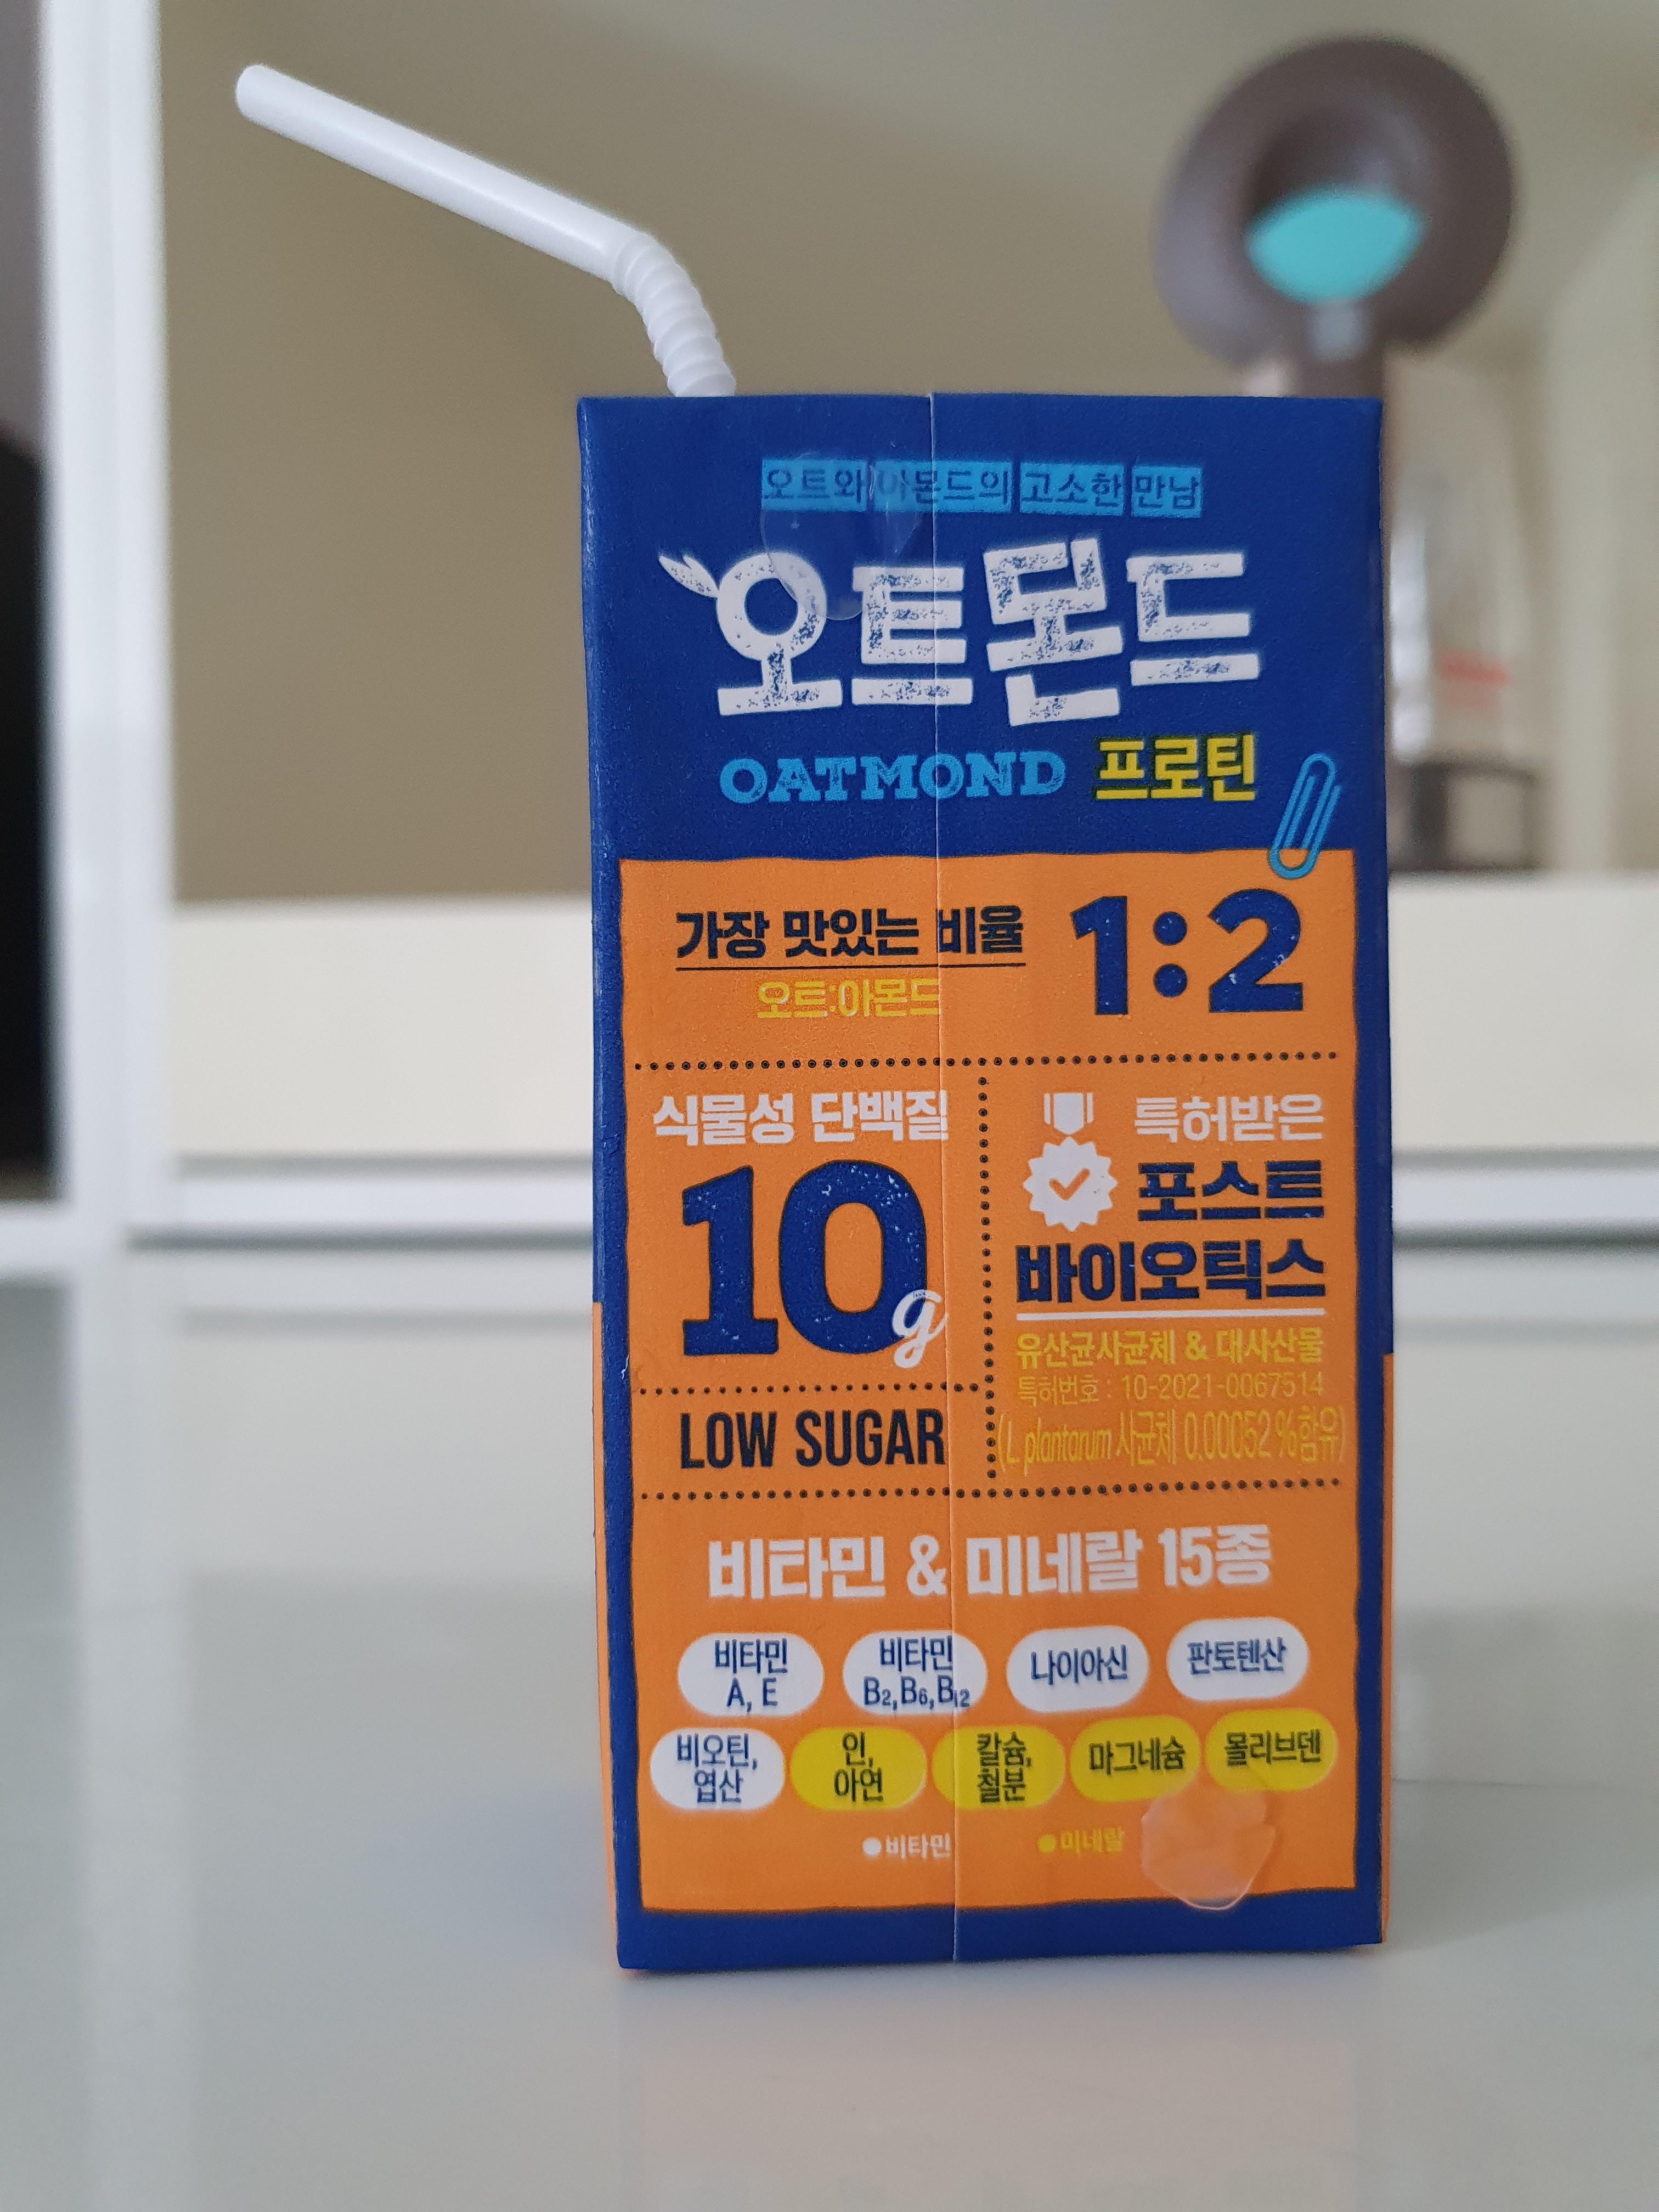 오트와 아몬드의 고소한 만남
오트몬드
OATMOND 프로틴
가장 맛있는 비율 1:2
오트:아몬드
식물성 단백질
10g
LOW SUGAR
특허받은
포스트
바이오틱스
유산균사균체 & 대사산물
특허번호 : 10-2021-0067514
(L. plantarum 사균체 0.00052%함유)
비타민 & 미네랄 15종
비타민
A, E
비타민
B₂,B₆,B₁₂
나이아신
판토텐산
비오틴,
엽산
인,
아연
칼슘,
철분
마그네슘
몰리브덴
●비타민 ●미네랄